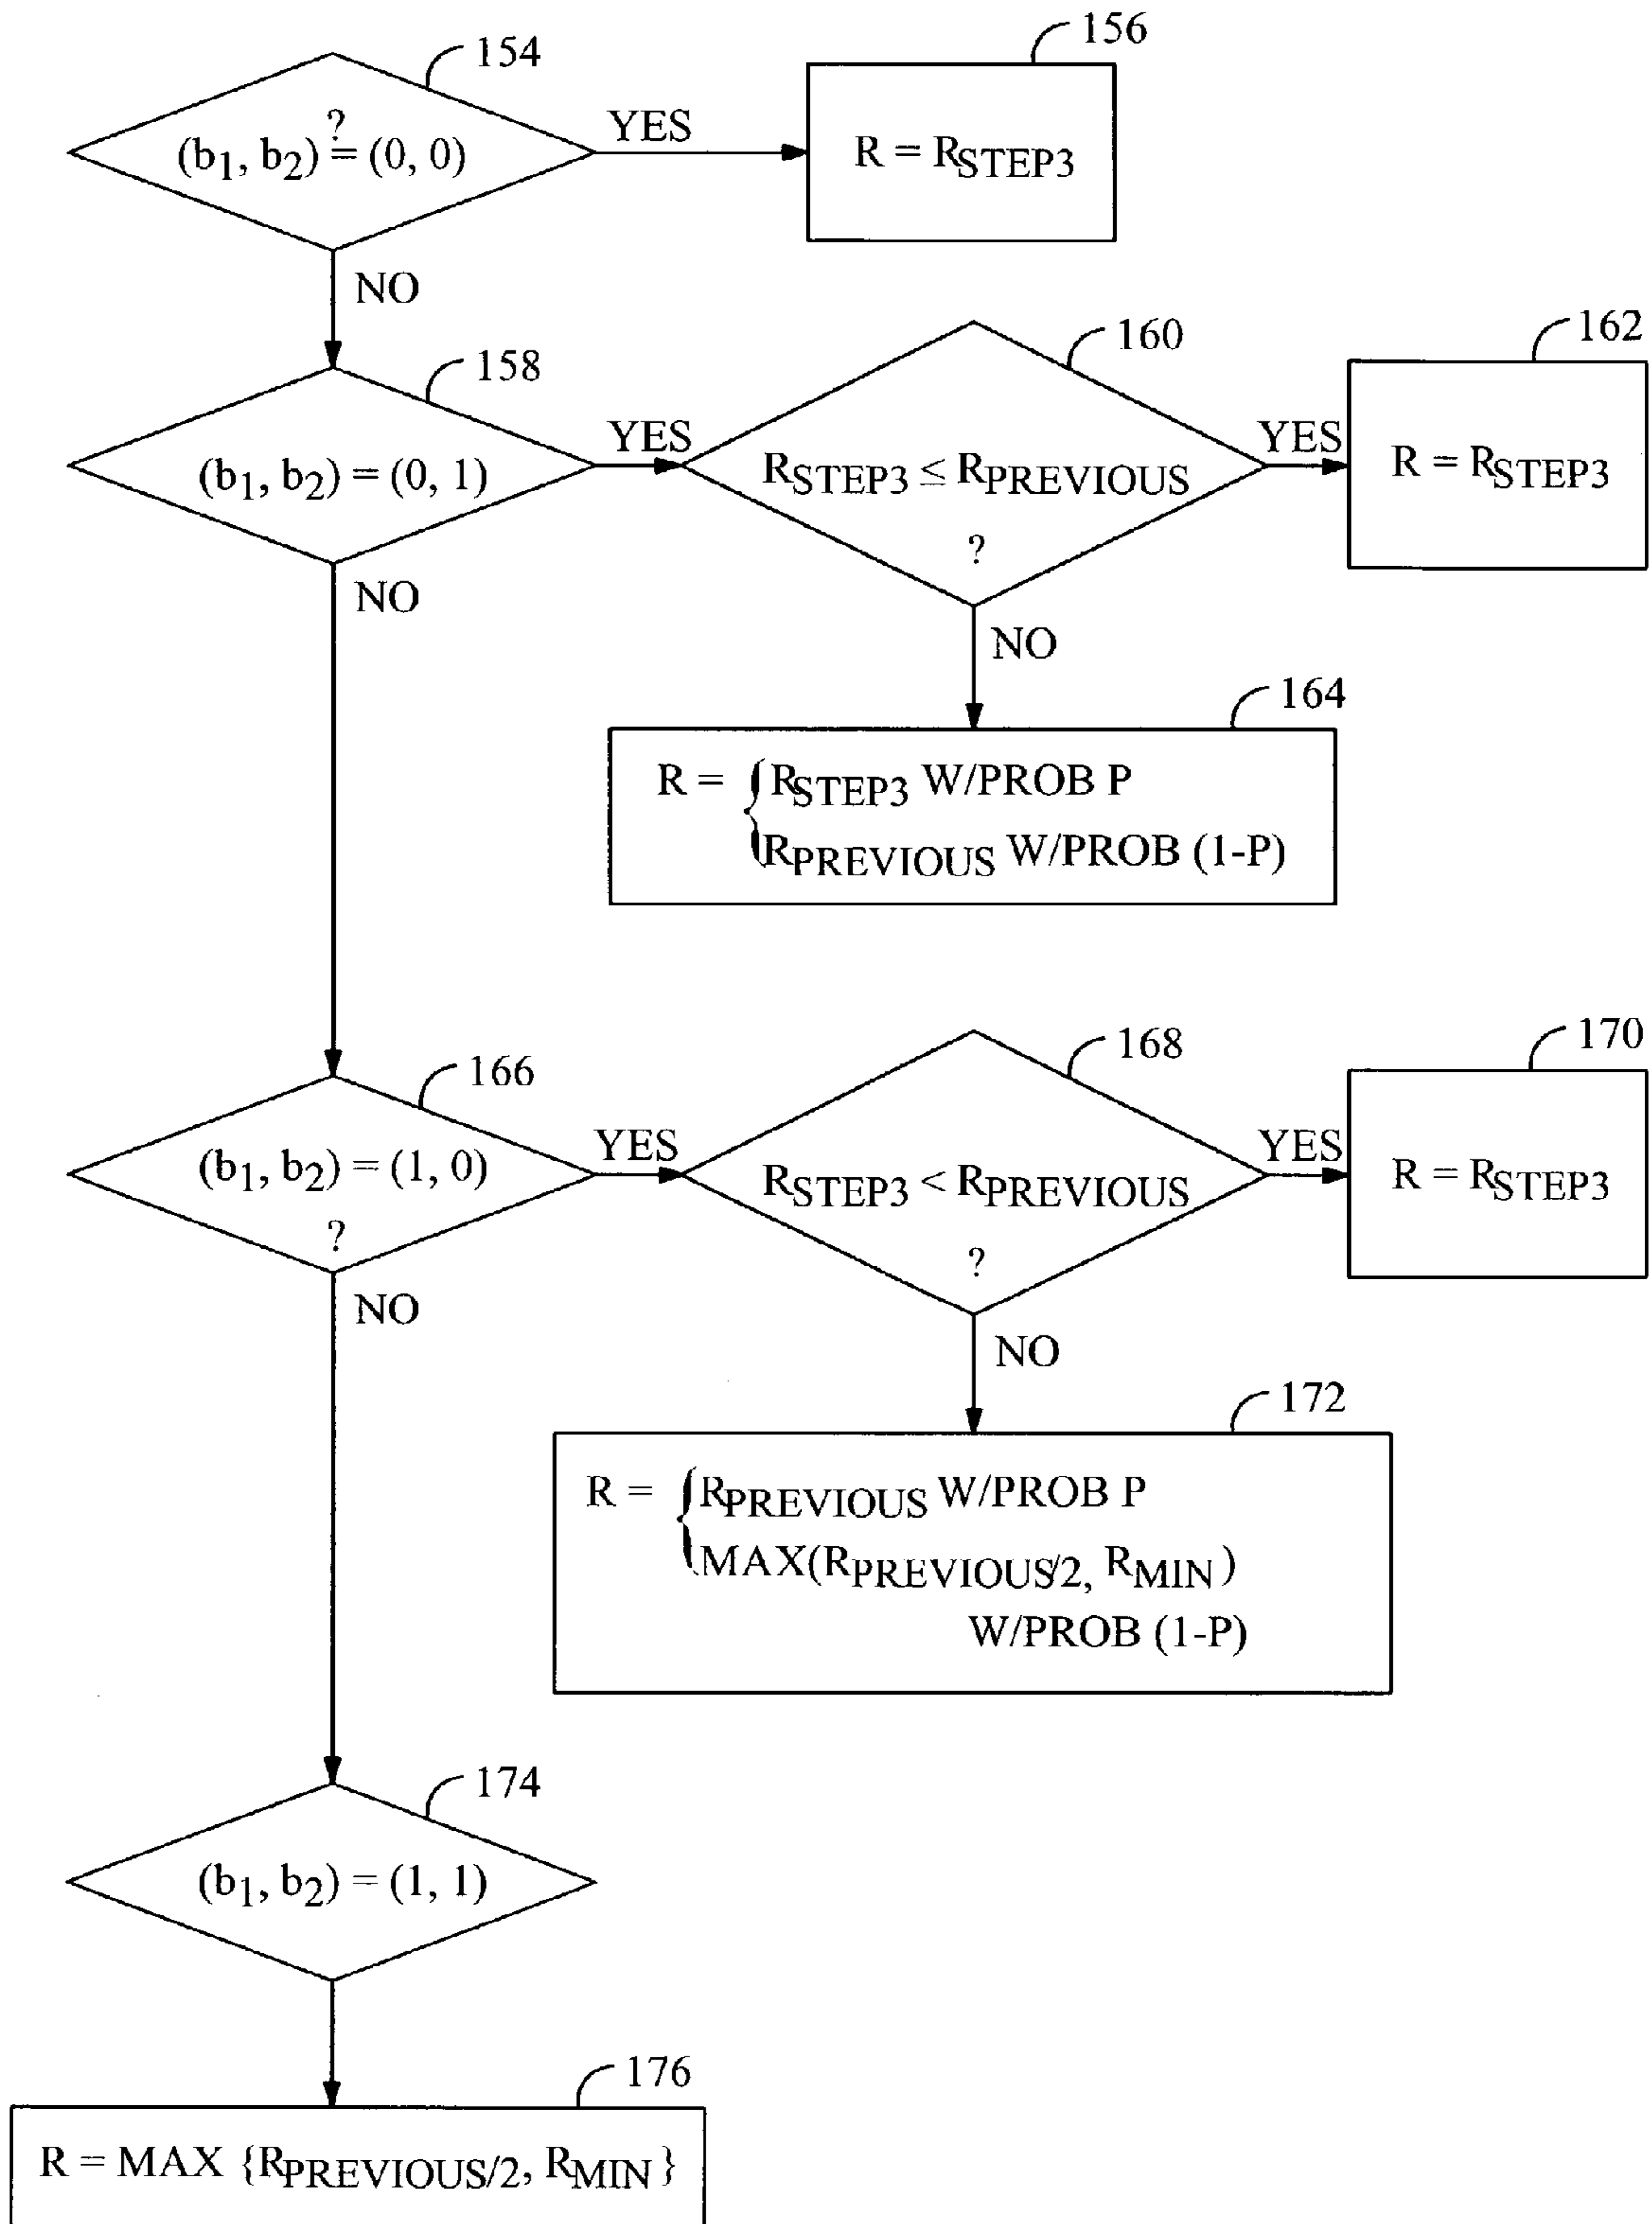 154
?
(b1, b2) = (0, 0)
YES
156
R = RSTEP3
NO
158
(b1, b2) = (0, 1)
YES
160
RSTEP3 ≤ RPREVIOUS
?
YES
162
R = RSTEP3
NO
NO
164
R = { RSTEP3 W/PROB P
RPREVIOUS W/PROB (1-P)
166
(b1, b2) = (1, 0)
?
YES
168
RSTEP3 < RPREVIOUS
?
YES
170
R = RSTEP3
NO
NO
172
R = { RPREVIOUS W/PROB P
MAX(RPREVIOUS/2, RMIN)
W/PROB (1-P)
174
(b1, b2) = (1, 1)
176
R = MAX {RPREVIOUS/2, RMIN}